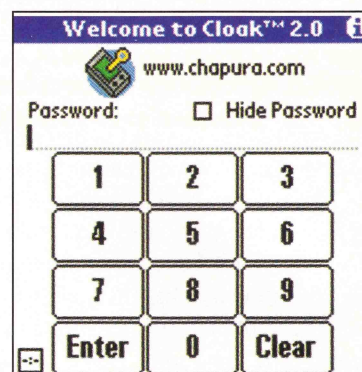 Welcome to Cloak™ 2.0 i
www.chapura.com
Password: Hide Password
1 2 3
4 5 6
7 8 9
Enter 0 Clear